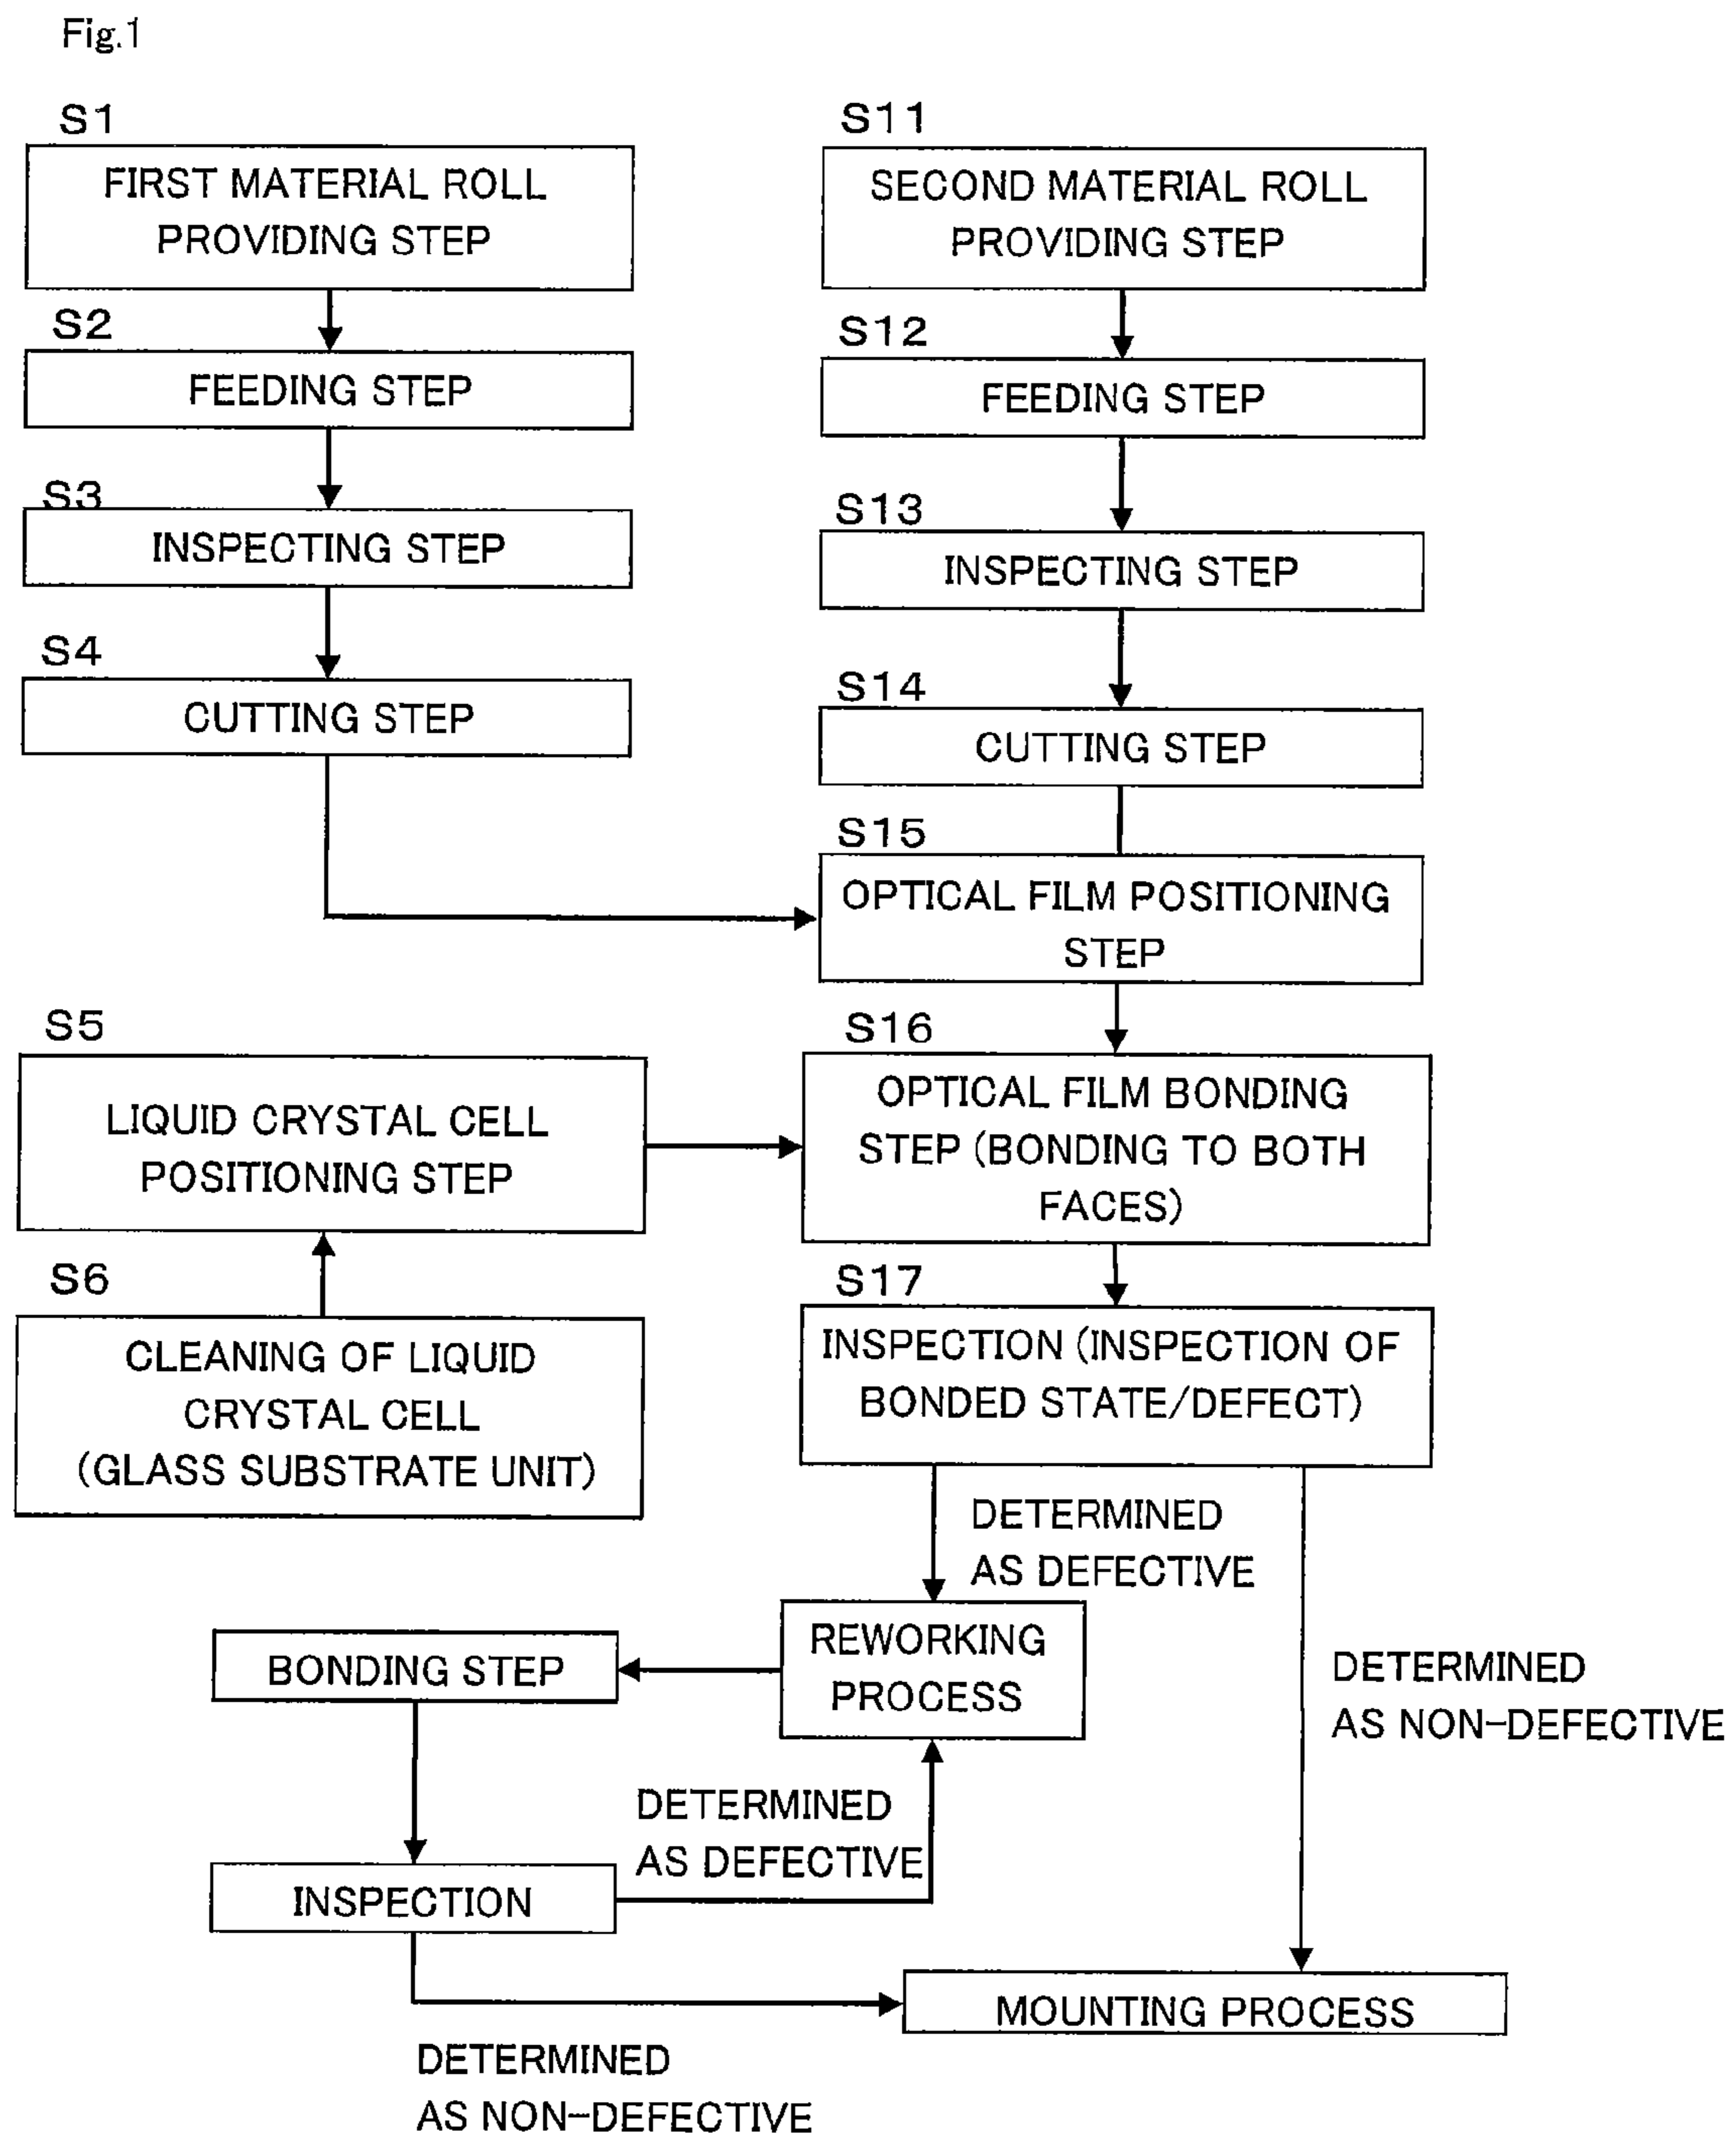 Fig.1
S1
FIRST MATERIAL ROLL
PROVIDING STEP
S2
FEEDING STEP
S3
INSPECTING STEP
S4
CUTTING STEP
S11
SECOND MATERIAL ROLL
PROVIDING STEP
S12
FEEDING STEP
S13
INSPECTING STEP
S14
CUTTING STEP
S15
OPTICAL FILM POSITIONING
STEP
S5
LIQUID CRYSTAL CELL
POSITIONING STEP
S6
CLEANING OF LIQUID
CRYSTAL CELL
(GLASS SUBSTRATE UNIT)
S16
OPTICAL FILM BONDING
STEP (BONDING TO BOTH
FACES)
S17
INSPECTION (INSPECTION OF
BONDED STATE/DEFECT)
DETERMINED
AS DEFECTIVE
REWORKING
PROCESS
BONDING STEP
DETERMINED
AS NON-DEFECTIVE
DETERMINED
AS DEFECTIVE
INSPECTION
MOUNTING PROCESS
DETERMINED
AS NON-DEFECTIVE